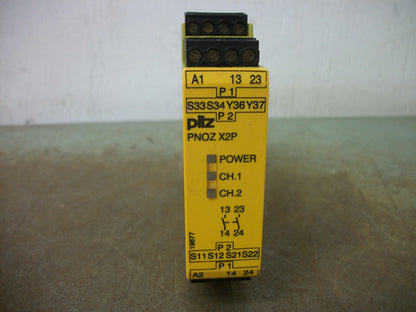 A1 13 23
P 1
S33 S34 Y36 Y37
P 2
pilz
PNOZ X2P
POWER
CH.1
CH.2
13 23
14 24
19877
P 2
S11 S12 S21 S22
P 1
A2 14 24